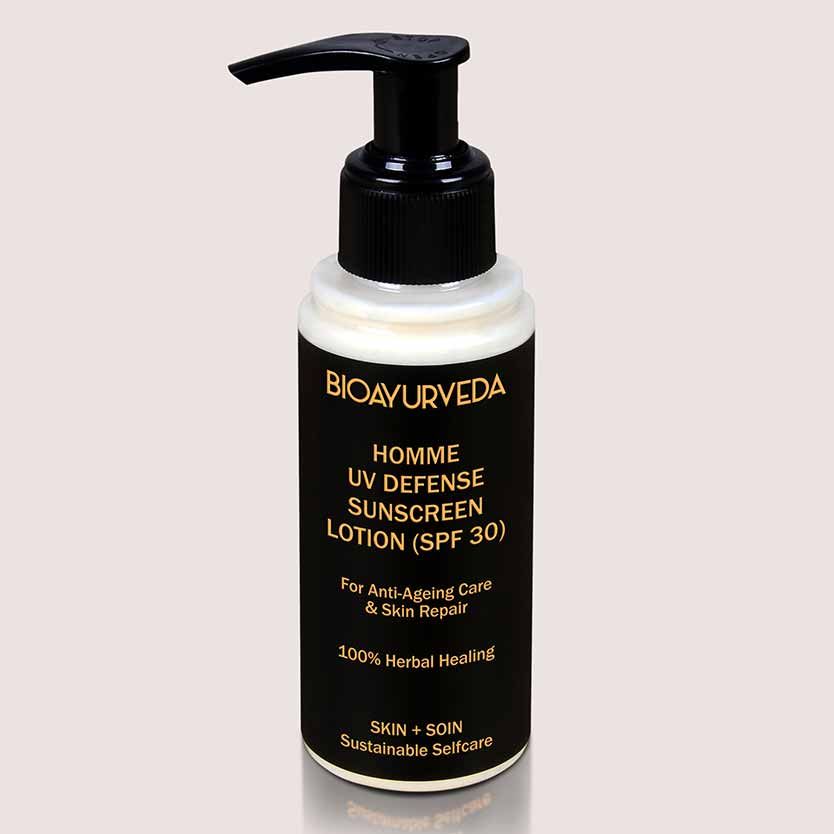 BIOAYURVEDA
HOMME
UV DEFENSE
SUNSCREEN
LOTION (SPF 30)
For Anti-Ageing Care
& Skin Repair
100% Herbal Healing
SKIN + SOIN
Sustainable Selfcare